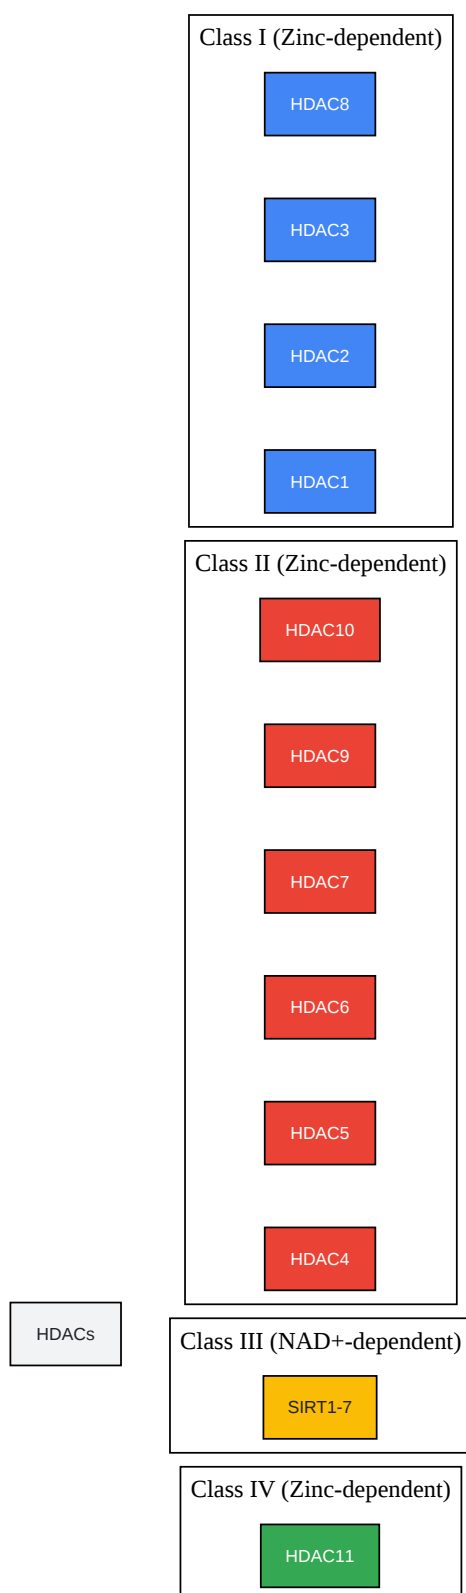 Class I (Zinc-dependent)
HDAC8
HDAC3
HDAC2
HDAC1
Class II (Zinc-dependent)
HDAC10
HDAC9
HDAC7
HDAC6
HDAC5
HDAC4
HDACs
Class III (NAD+-dependent)
SIRT1-7
Class IV (Zinc-dependent)
HDAC11